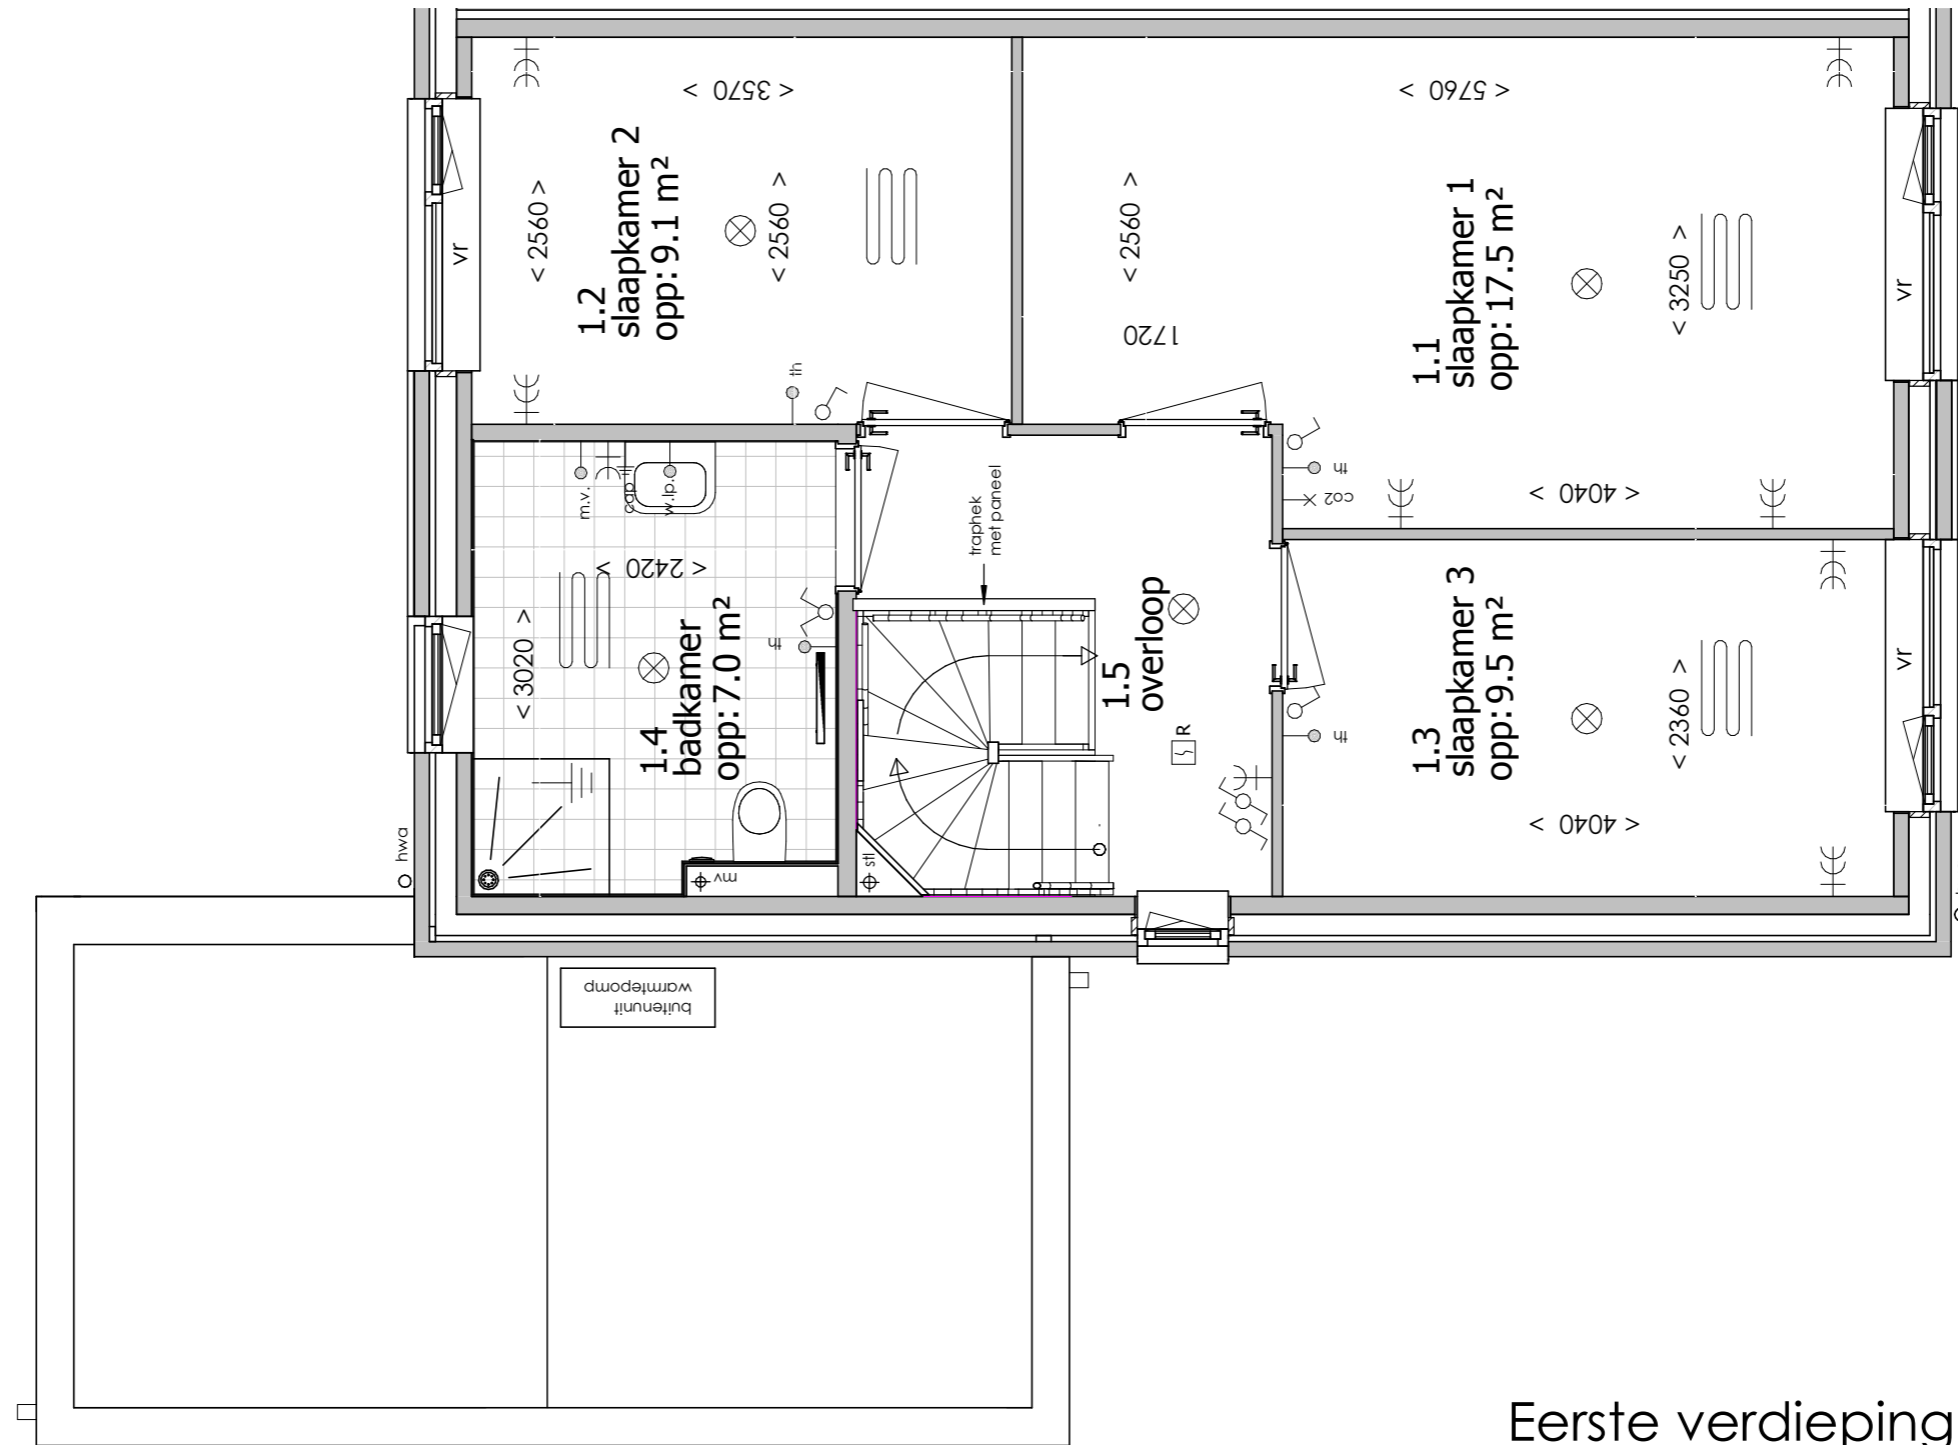 < 3570 >
< 5760 >
1.2
slaapkamer 2
opp: 9.1 m²
< 2560 >
< 2560 >
vr
th
< 2560 >
1720
1.1
slaapkamer 1
opp: 17.5 m²
< 3250 >
vr
th
co2
< 4040 >
m.v.
cap
w.lp.
< 2420 >
< 3020 >
1.4
badkamer
opp: 7.0 m²
th
mv
stl
hwa
traphek
met paneel
1.5
overloop
R
1.3
slaapkamer 3
opp: 9.5 m²
< 2360 >
< 4040 >
vr
th
buitenunit
warmtepomp
Eerste verdieping